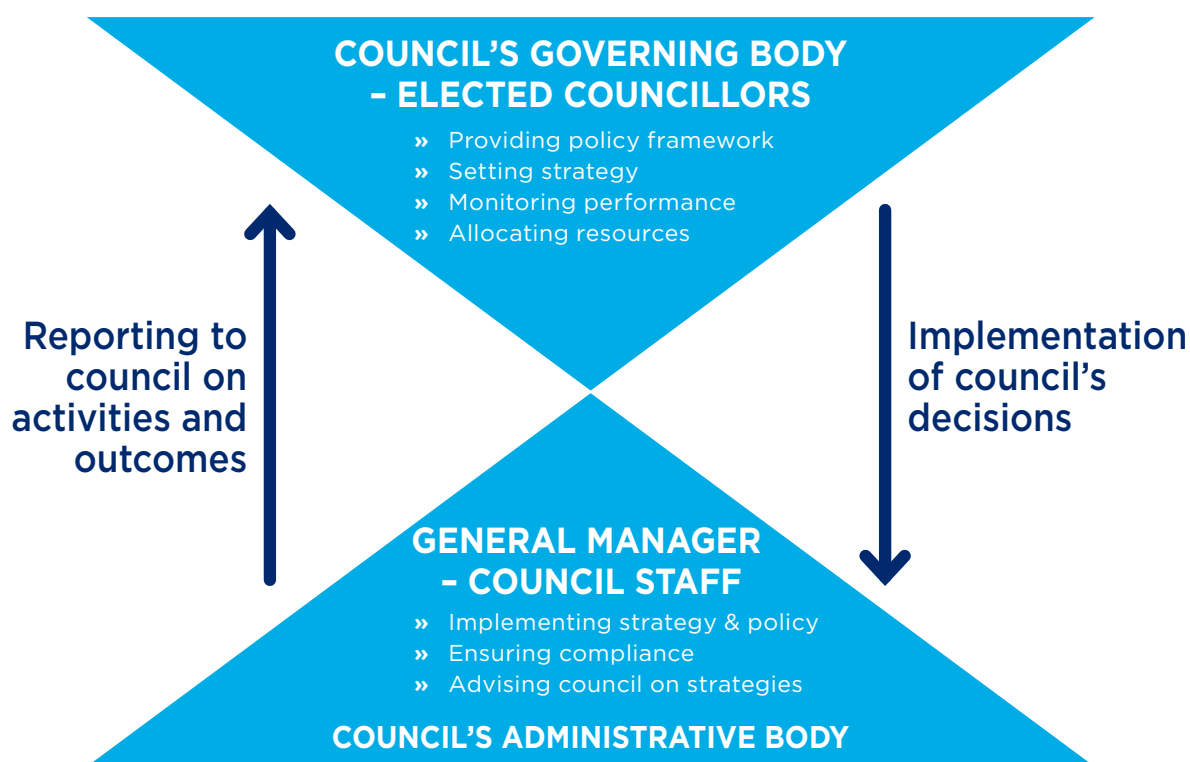 COUNCIL’S GOVERNING BODY
– ELECTED COUNCILLORS
» Providing policy framework
» Setting strategy
» Monitoring performance
» Allocating resources
Reporting to
council on
activities and
outcomes
Implementation
of council’s
decisions
GENERAL MANAGER
– COUNCIL STAFF
» Implementing strategy & policy
» Ensuring compliance
» Advising council on strategies
COUNCIL’S ADMINISTRATIVE BODY